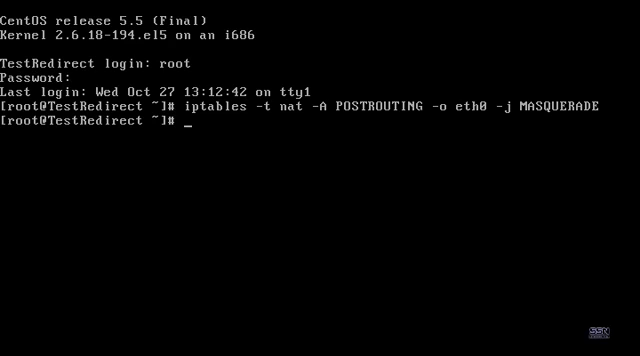 CentOS release 5.5 (Final)
Kernel 2.6.18-194.el5 on an i686
TestRedirect login: root
Password:
Last login: Wed Oct 27 13:12:42 on tty1
[root@TestRedirect ~]# iptables -t nat -A POSTROUTING -o eth0 -j MASQUERADE
[root@TestRedirect ~]# _
SSN